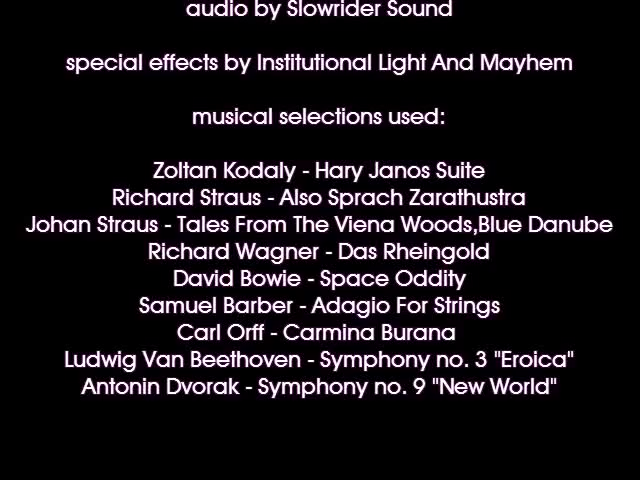 audio by Slowrider Sound
special effects by Institutional Light And Mayhem
musical selections used:
Zoltan Kodaly - Hary Janos Suite
Richard Straus - Also Sprach Zarathustra
Johan Straus - Tales From The Viena Woods,Blue Danube
Richard Wagner - Das Rheingold
David Bowie - Space Oddity
Samuel Barber - Adagio For Strings
Carl Orff - Carmina Burana
Ludwig Van Beethoven - Symphony no. 3 "Eroica"
Antonin Dvorak - Symphony no. 9 "New World"